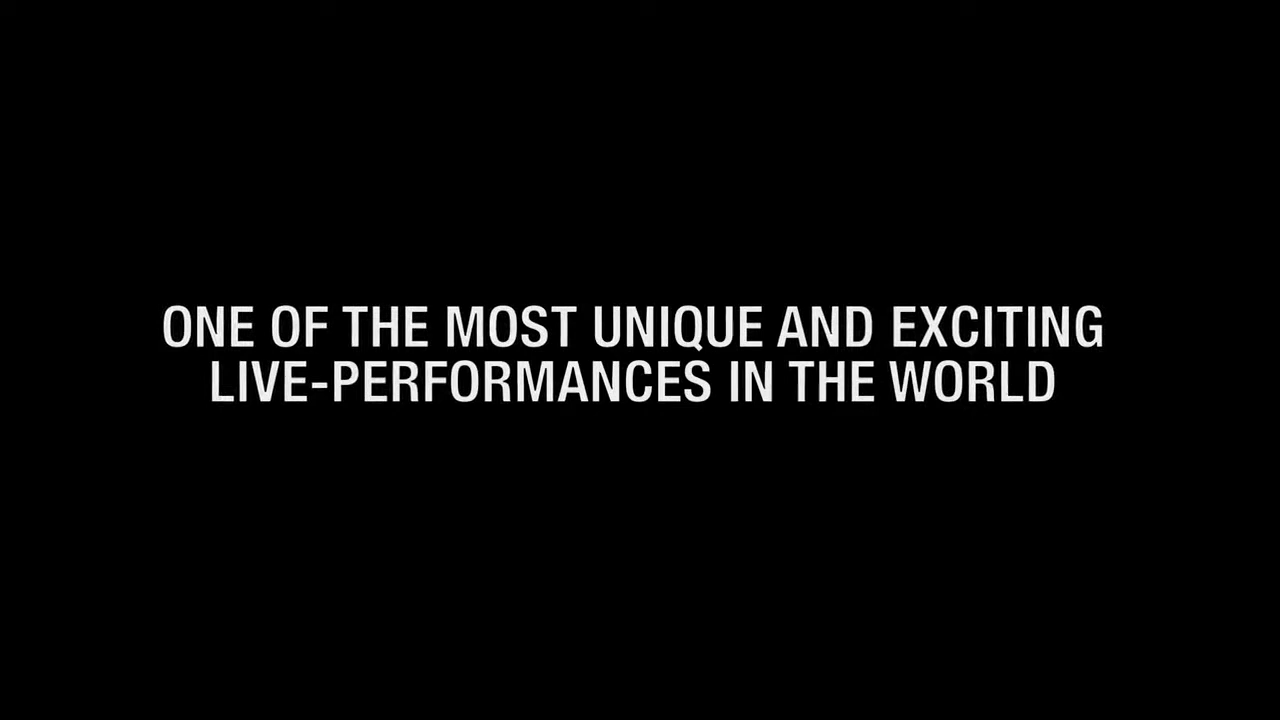 ONE OF THE MOST UNIQUE AND EXCITING
LIVE-PERFORMANCES IN THE WORLD